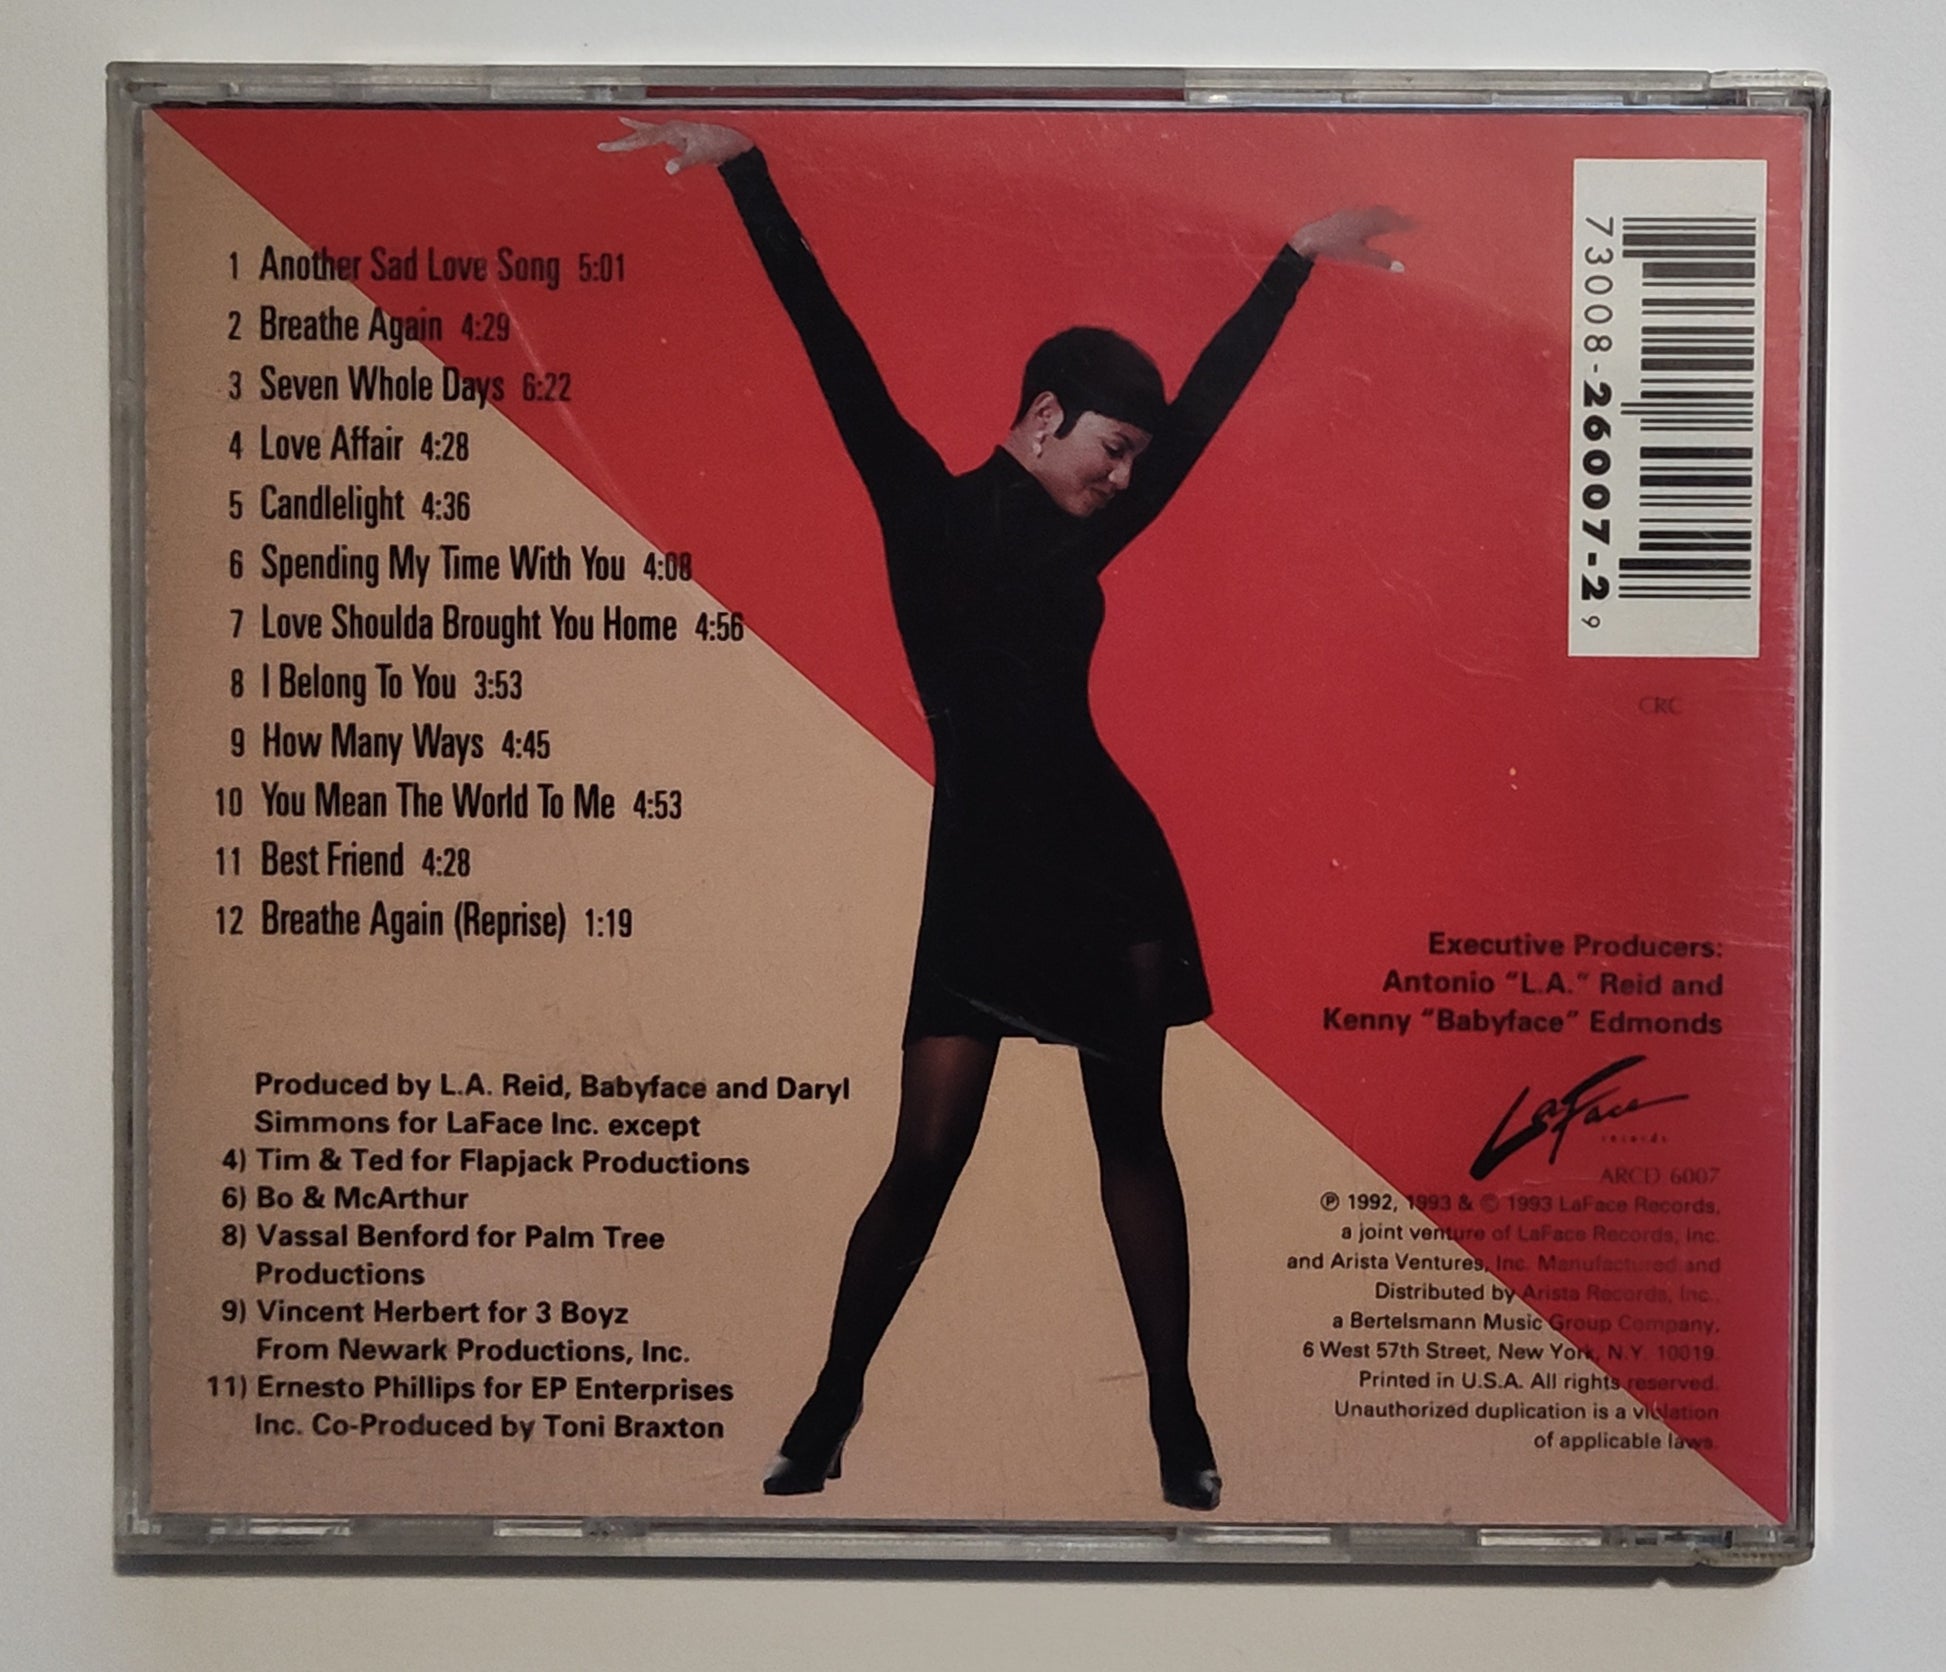 1 Another Sad Love Song 5:01
2 Breathe Again 4:29
3 Seven Whole Days 6:22
4 Love Affair 4:28
5 Candlelight 4:36
6 Spending My Time With You 4:08
7 Love Shoulda Brought You Home 4:56
8 I Belong To You 3:53
9 How Many Ways 4:45
10 You Mean The World To Me 4:53
11 Best Friend 4:28
12 Breathe Again (Reprise) 1:19
Produced by L.A. Reid, Babyface and Daryl
Simmons for LaFace Inc. except
4) Tim & Ted for Flapjack Productions
6) Bo & McArthur
8) Vassal Benford for Palm Tree
Productions
9) Vincent Herbert for 3 Boyz
From Newark Productions, Inc.
11) Ernesto Phillips for EP Enterprises
Inc. Co-Produced by Toni Braxton
73008-26007-2 9
CRC
Executive Producers:
Antonio "L.A." Reid and
Kenny "Babyface" Edmonds
LaFace
records
ARCD 6007
℗ 1992, 1993 & © 1993 LaFace Records,
a joint venture of LaFace Records, Inc.
and Arista Ventures, Inc. Manufactured and
Distributed by Arista Records, Inc.,
a Bertelsmann Music Group Company,
6 West 57th Street, New York, N.Y. 10019.
Printed in U.S.A. All rights reserved.
Unauthorized duplication is a violation
of applicable laws.